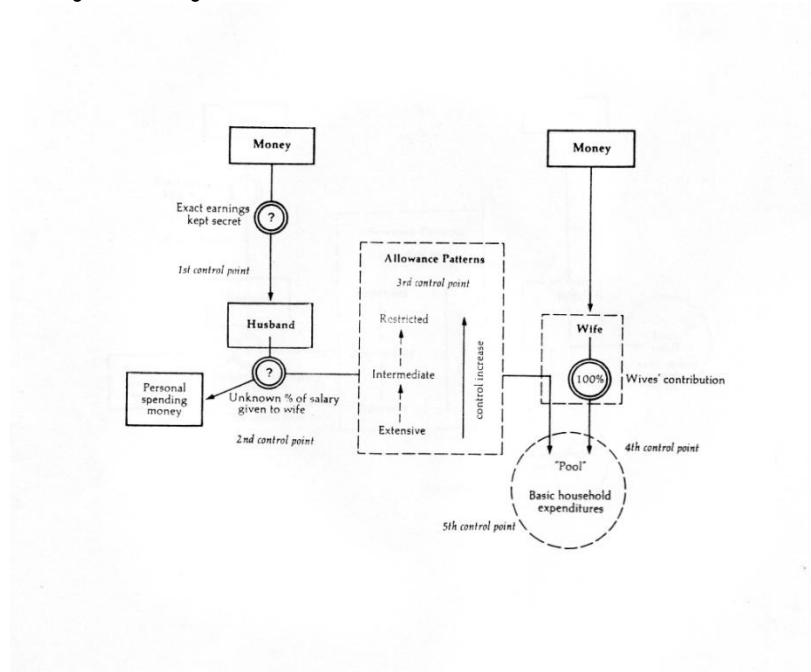 Money
Money
Exact earnings
kept secret
?
1st control point
Allowance Patterns
3rd control point
Restricted
Intermediate
Extensive
control increase
Husband
?
Unknown % of salary
given to wife
2nd control point
Personal
spending
money
Wife
100%
Wives' contribution
4th control point
"Pool"
Basic household
expenditures
5th control point